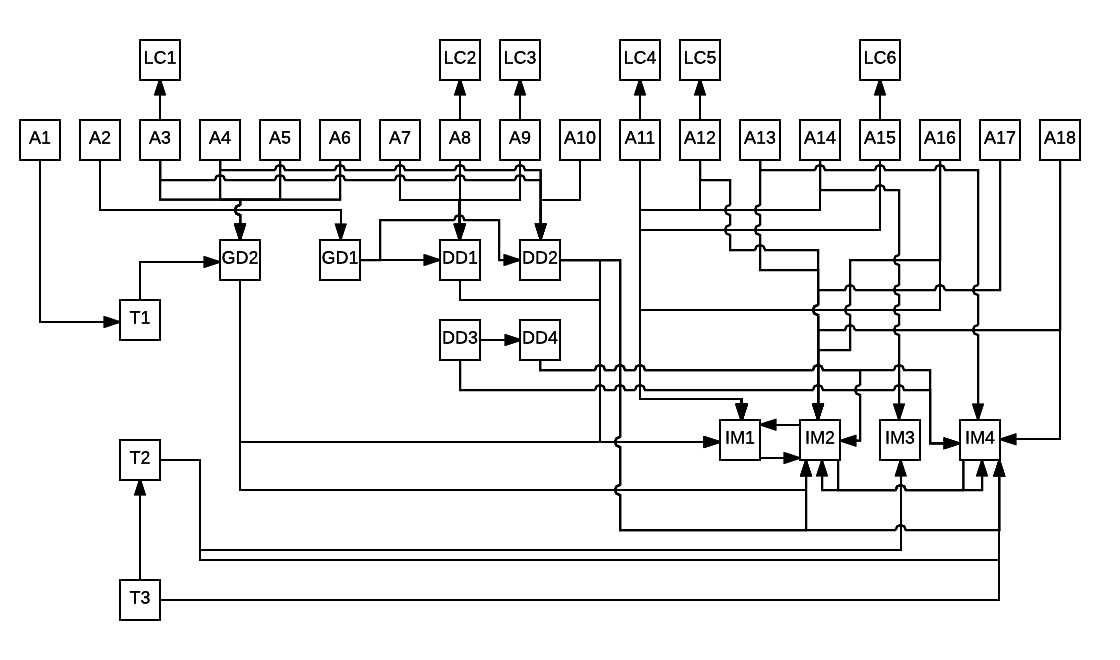 LC1 LC2 LC3 LC4 LC5 LC6
A1 A2 A3 A4 A5 A6 A7 A8 A9 A10 A11 A12 A13 A14 A15 A16 A17 A18
GD2 GD1 DD1 DD2
T1
DD3 DD4
IM1 IM2 IM3 IM4
T2
T3